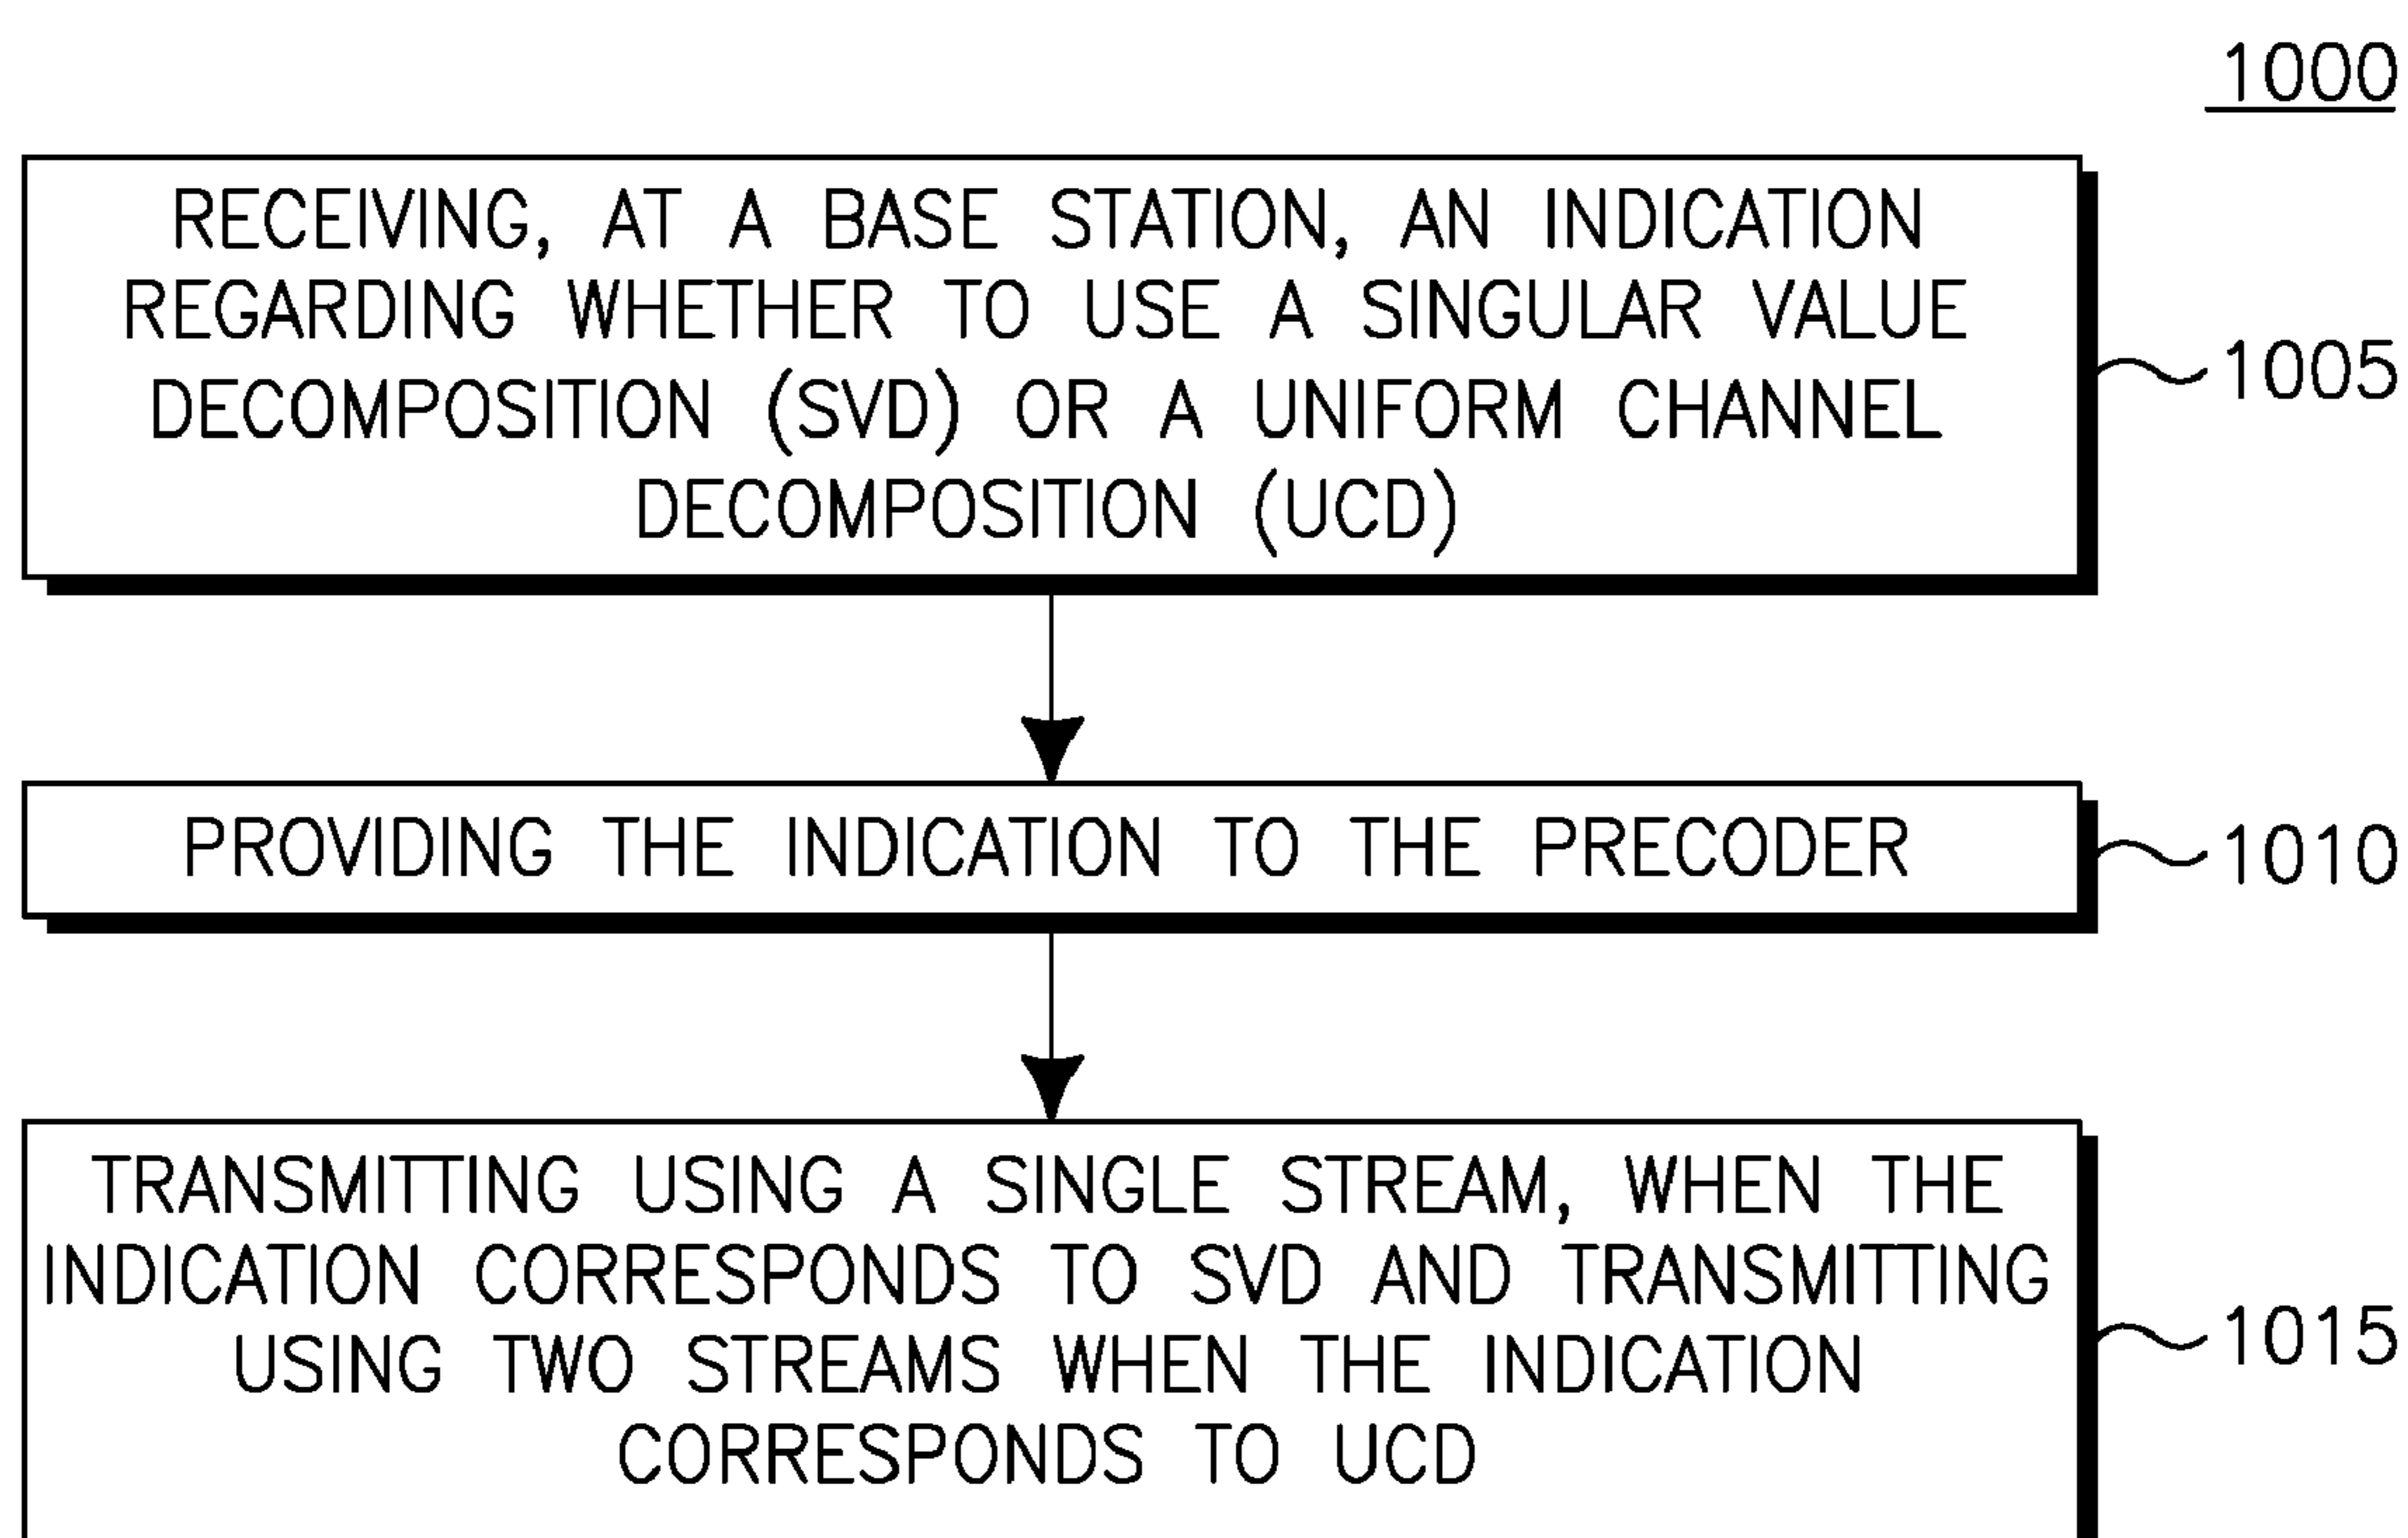 1000
RECEIVING, AT A BASE STATION, AN INDICATION
REGARDING WHETHER TO USE A SINGULAR VALUE
DECOMPOSITION (SVD) OR A UNIFORM CHANNEL
DECOMPOSITION (UCD)
1005
PROVIDING THE INDICATION TO THE PRECODER
1010
TRANSMITTING USING A SINGLE STREAM, WHEN THE
INDICATION CORRESPONDS TO SVD AND TRANSMITTING
USING TWO STREAMS WHEN THE INDICATION
CORRESPONDS TO UCD
1015